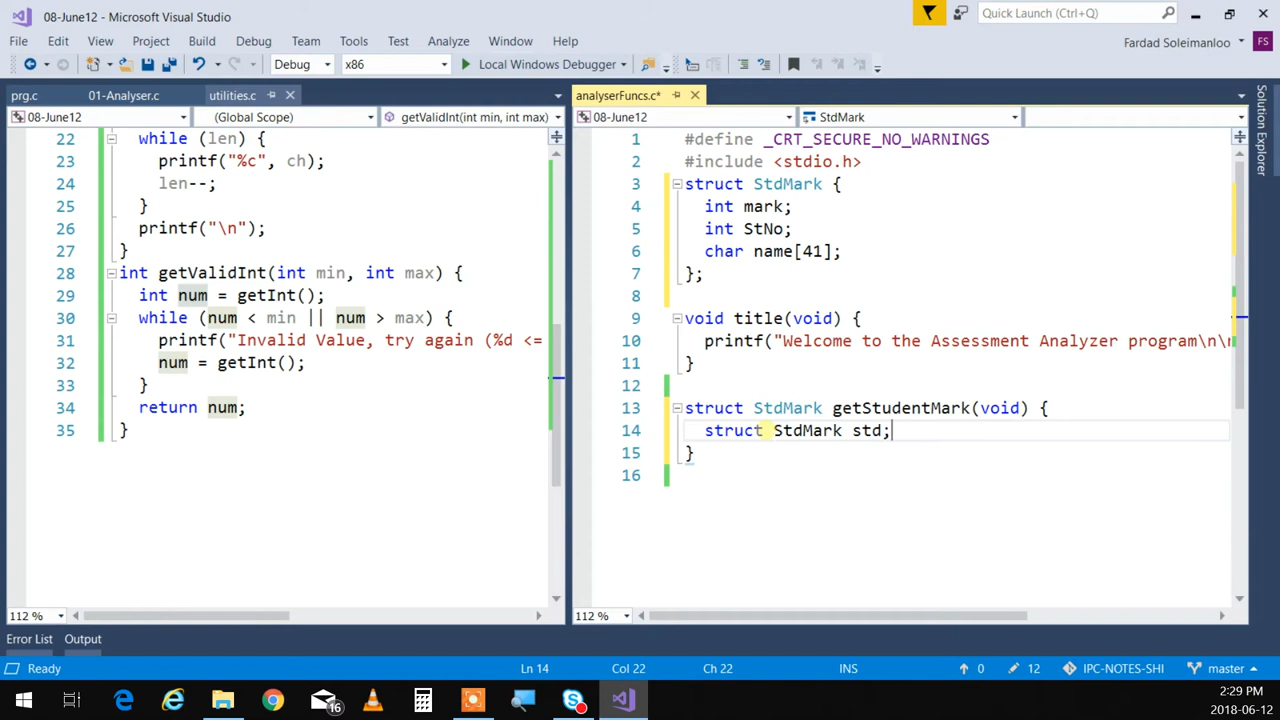 08-June12 - Microsoft Visual Studio
Quick Launch (Ctrl+Q)
File Edit View Project Build Debug Team Tools Test Analyze Window Help
Fardad Soleimanloo FS
Debug x86 Local Windows Debugger
prg.c 01-Analyser.c utilities.c
08-June12 (Global Scope) getValidInt(int min, int max)
22 while (len) {
23 printf("%c", ch);
24 len--;
25 }
26 printf("\n");
27 }
28 int getValidInt(int min, int max) {
29 int num = getInt();
30 while (num < min || num > max) {
31 printf("Invalid Value, try again (%d <=
32 num = getInt();
33 }
34 return num;
35 }
112 %
analyserFuncs.c*
08-June12 StdMark
1 #define _CRT_SECURE_NO_WARNINGS
2 #include <stdio.h>
3 struct StdMark {
4 int mark;
5 int StNo;
6 char name[41];
7 };
8
9 void title(void) {
10 printf("Welcome to the Assessment Analyzer program\n\n
11 }
12
13 struct StdMark getStudentMark(void) {
14 struct StdMark std;
15 }
16
112 %
Solution Explorer
Error List Output
Ready Ln 14 Col 22 Ch 22 INS 0 12 IPC-NOTES-SHI master
16
2:29 PM
2018-06-12